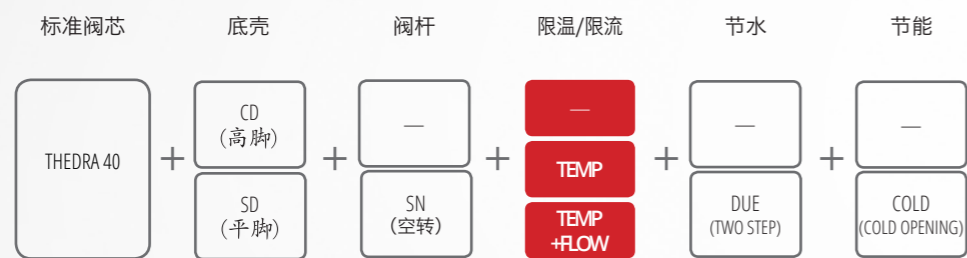 标准阀芯 底壳 阀杆 限温/限流 节水 节能
THEDRA 40
+
CD
(高脚)
SD
(平脚)
+
—
SN
(空转)
+
—
TEMP
TEMP
+FLOW
+
—
DUE
(TWO STEP)
+
—
COLD
(COLD OPENING)